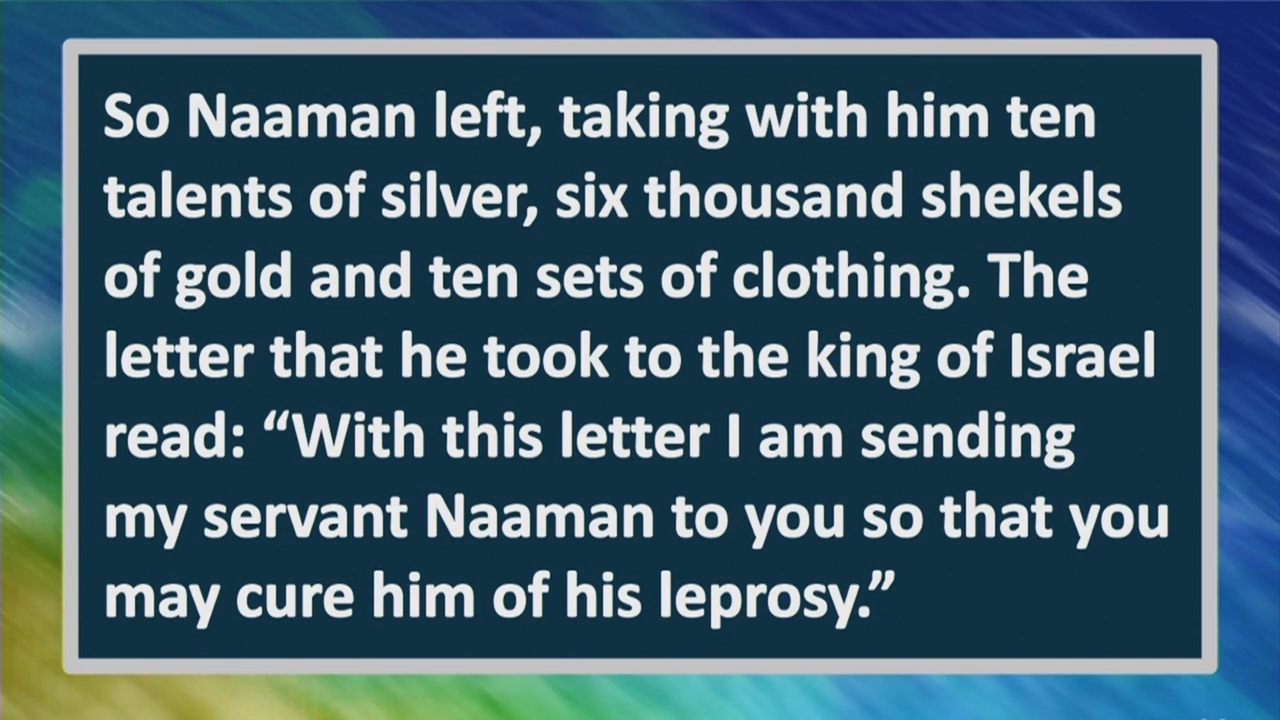 So Naaman left, taking with him ten
talents of silver, six thousand shekels
of gold and ten sets of clothing. The
letter that he took to the king of Israel
read: “With this letter I am sending
my servant Naaman to you so that you
may cure him of his leprosy.”